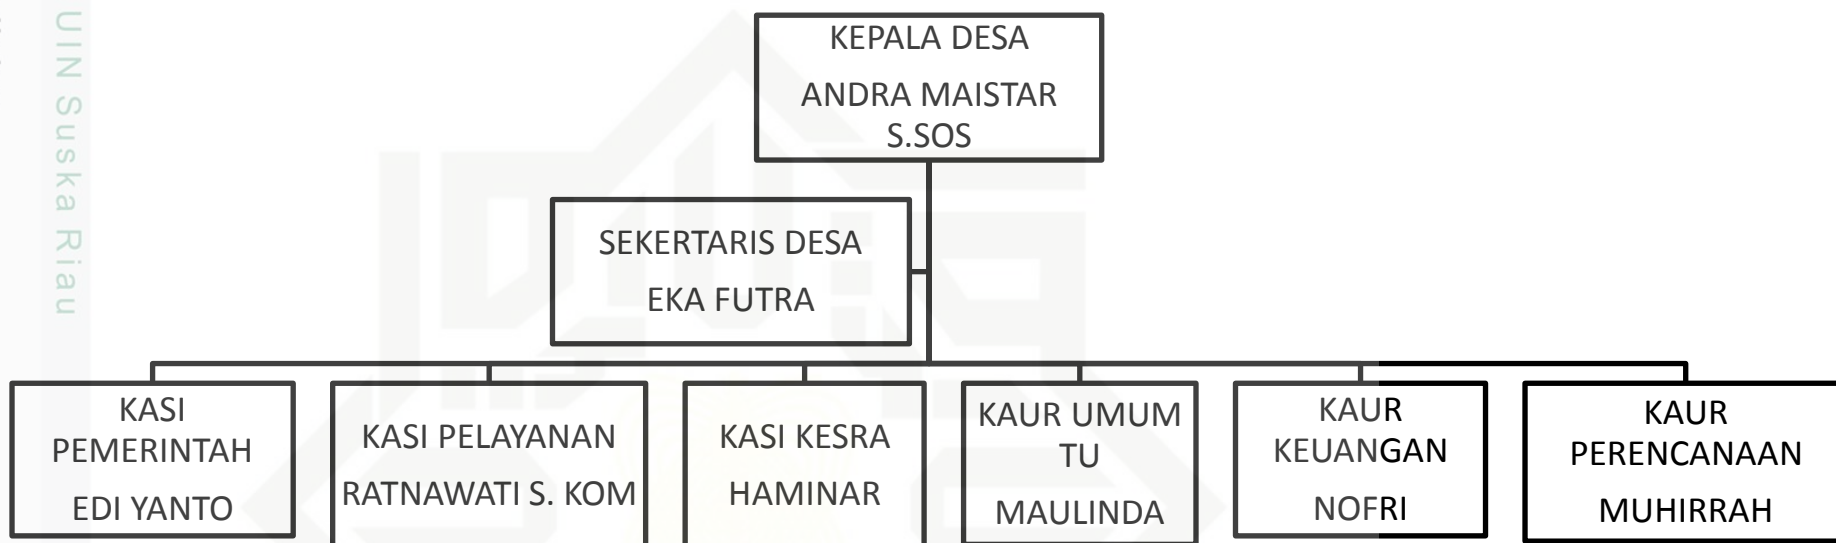 UIN Suska Riau
KEPALA DESA
ANDRA MAISTAR
S.SOS
SEKERTARIS DESA
EKA FUTRA
KASI
PEMERINTAH
EDI YANTO
KASI PELAYANAN
RATNAWATI S. KOM
KASI KESRA
HAMINAR
KAUR UMUM
TU
MAULINDA
KAUR
KEUANGAN
NOFRI
KAUR
PERENCANAAN
MUHIRRAH